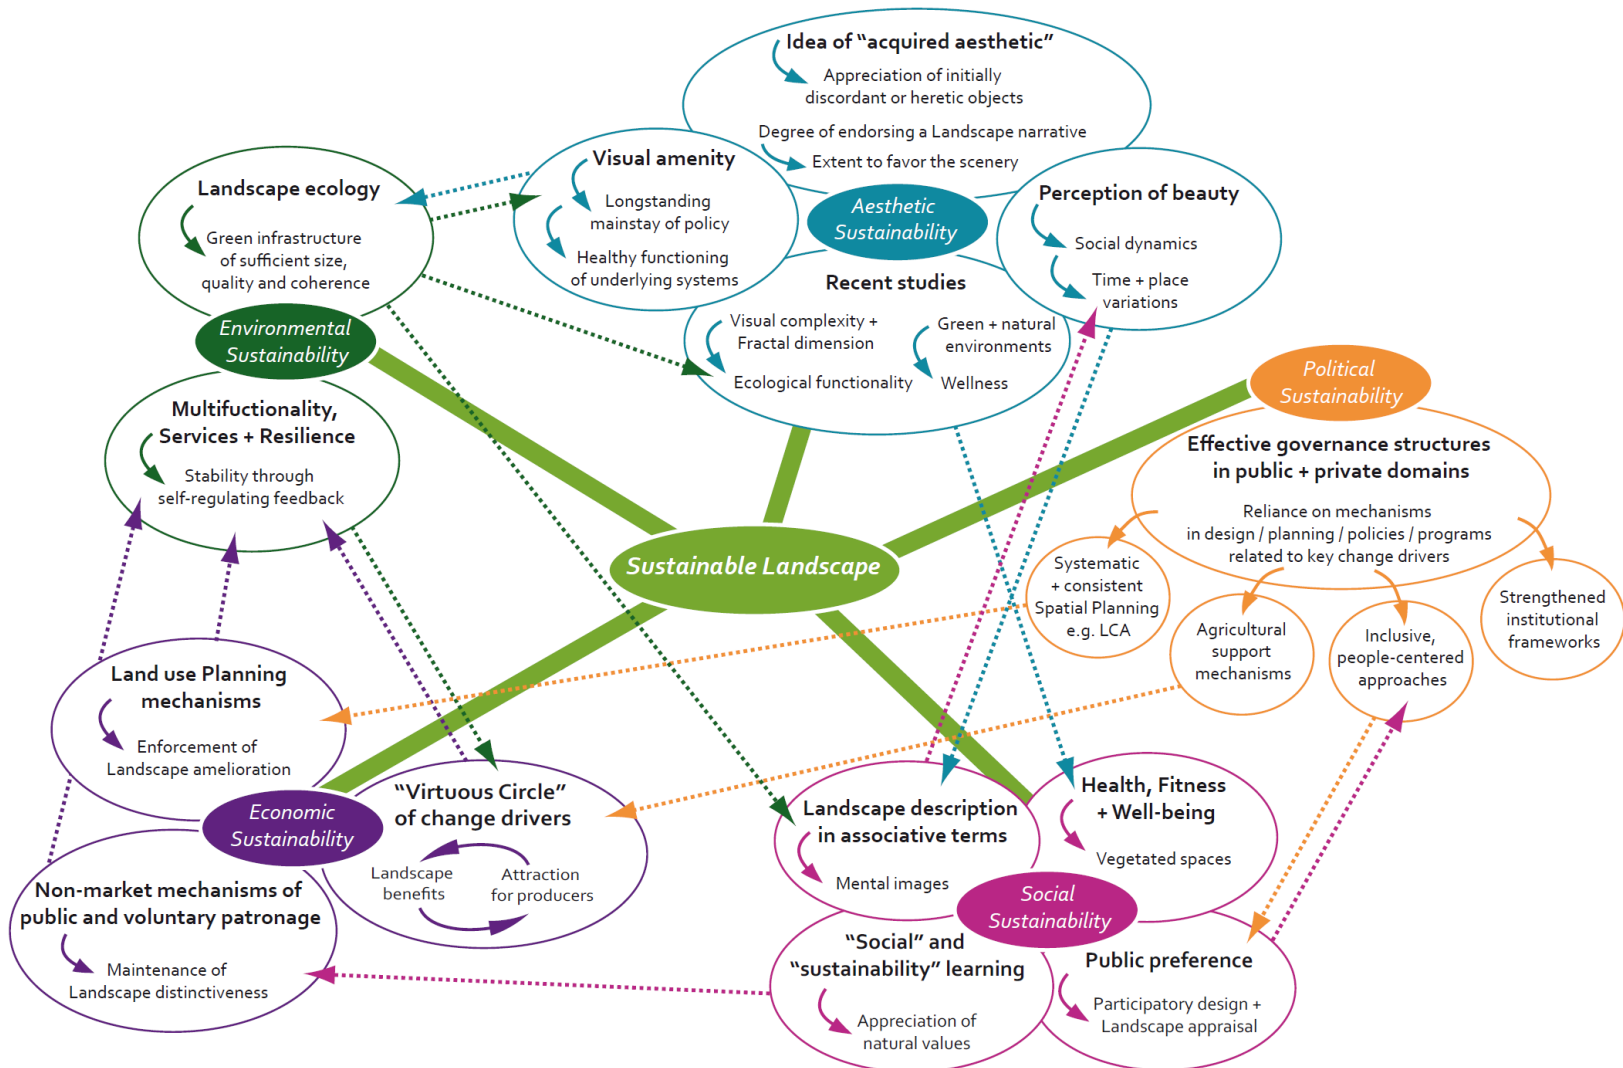 Idea of “acquired aesthetic”
Appreciation of initially
discordant or heretic objects
Degree of endorsing a Landscape narrative
Extent to favor the scenery
Visual amenity
Longstanding
mainstay of policy
Healthy functioning
of underlying systems
Aesthetic
Sustainability
Perception of beauty
Social dynamics
Time + place
variations
Recent studies
Visual complexity +
Fractal dimension
Ecological functionality
Green + natural
environments
Wellness
Landscape ecology
Green infrastructure
of sufficient size,
quality and coherence
Environmental
Sustainability
Multifuctionality,
Services + Resilience
Stability through
self-regulating feedback
Political
Sustainability
Effective governance structures
in public + private domains
Reliance on mechanisms
in design / planning / policies / programs
related to key change drivers
Systematic
+ consistent
Spatial Planning
e.g. LCA
Agricultural
support
mechanisms
Inclusive,
people-centered
approaches
Strengthened
institutional
frameworks
Sustainable Landscape
Land use Planning
mechanisms
Enforcement of
Landscape amelioration
Economic
Sustainability
“Virtuous Circle”
of change drivers
Landscape
benefits
Attraction
for producers
Non-market mechanisms of
public and voluntary patronage
Maintenance of
Landscape distinctiveness
Landscape description
in associative terms
Mental images
Health, Fitness
+ Well-being
Vegetated spaces
Social
Sustainability
“Social” and
“sustainability” learning
Appreciation of
natural values
Public preference
Participatory design +
Landscape appraisal